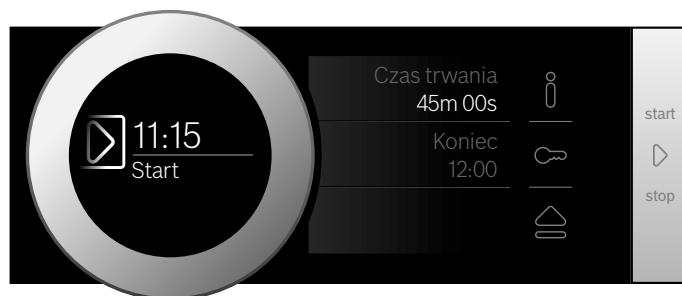 11:15
Start
Czas trwania
45m 00s
Koniec
12:00
start
stop